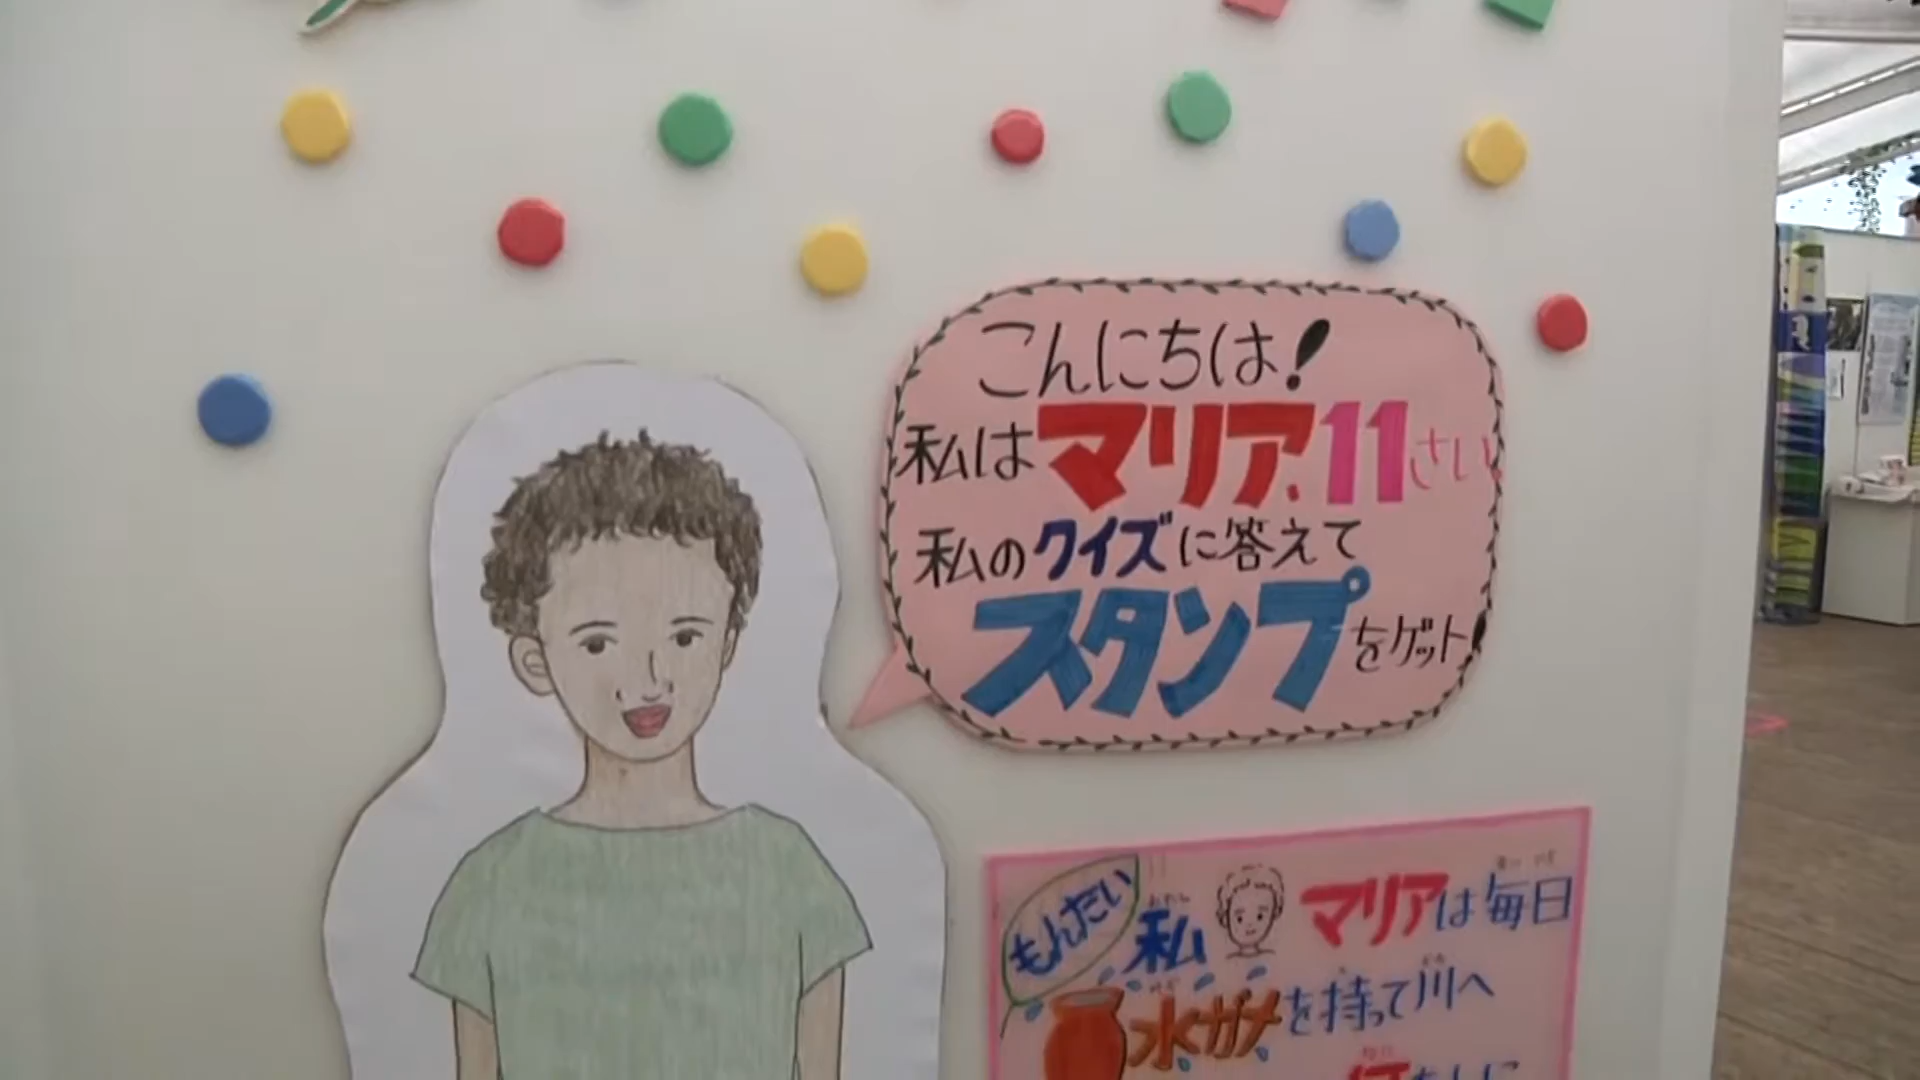 こんにちは!
私はマリア.11さい
私のクイズに答えて
スタンプをゲット!
もんだい
私 マリアは毎日
水ガメを持って川へ